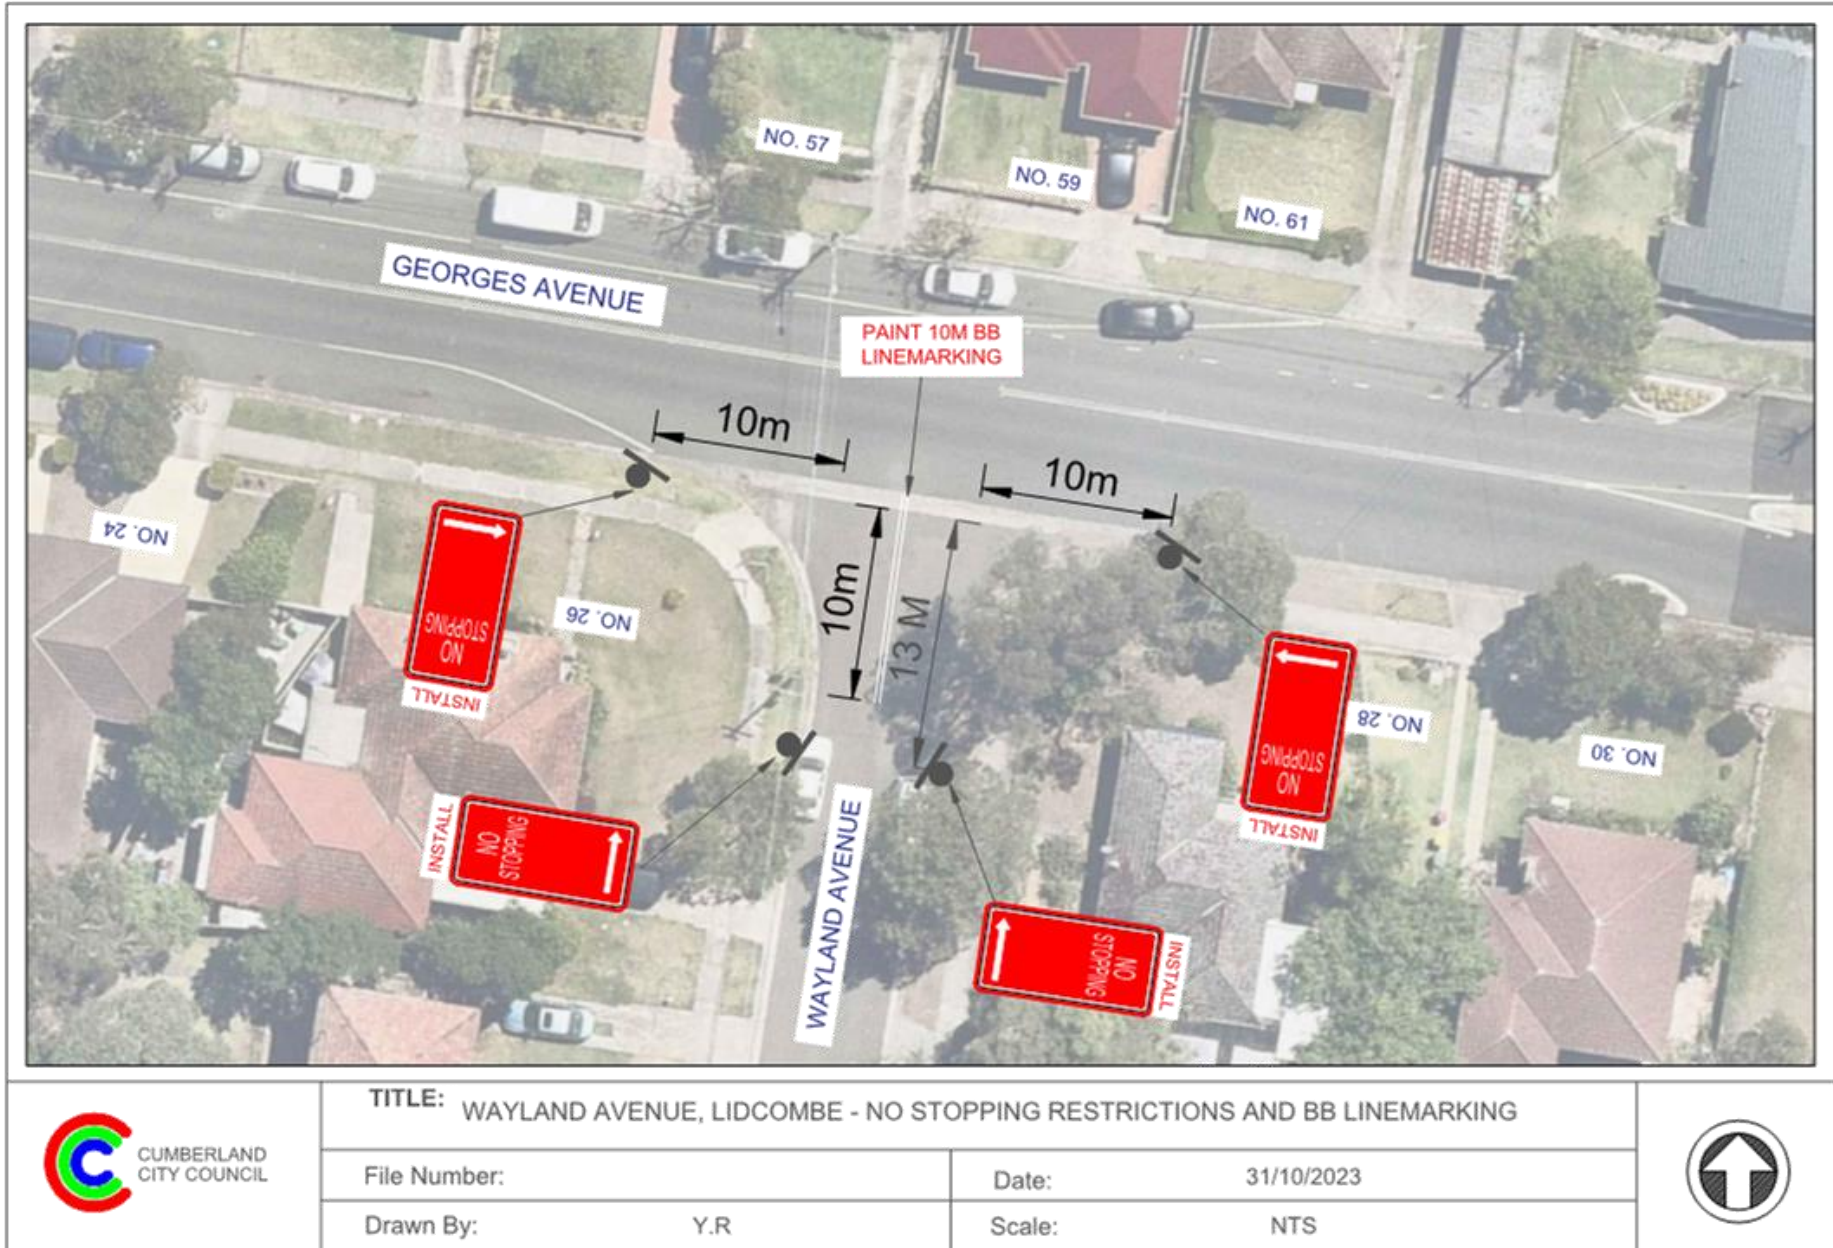 NO. 57
NO. 59
NO. 61
GEORGES AVENUE
PAINT 10M BB
LINEMARKING
10m
10m
NO. 24
NO
STOPPING
INSTALL
NO. 26
10m
13 M
NO
STOPPING
INSTALL
NO. 28
NO. 30
INSTALL
NO
STOPPING
WAYLAND AVENUE
NO
STOPPING
INSTALL
CUMBERLAND
CITY COUNCIL
TITLE: WAYLAND AVENUE, LIDCOMBE - NO STOPPING RESTRICTIONS AND BB LINEMARKING
File Number:
Date: 31/10/2023
Drawn By: Y.R
Scale: NTS